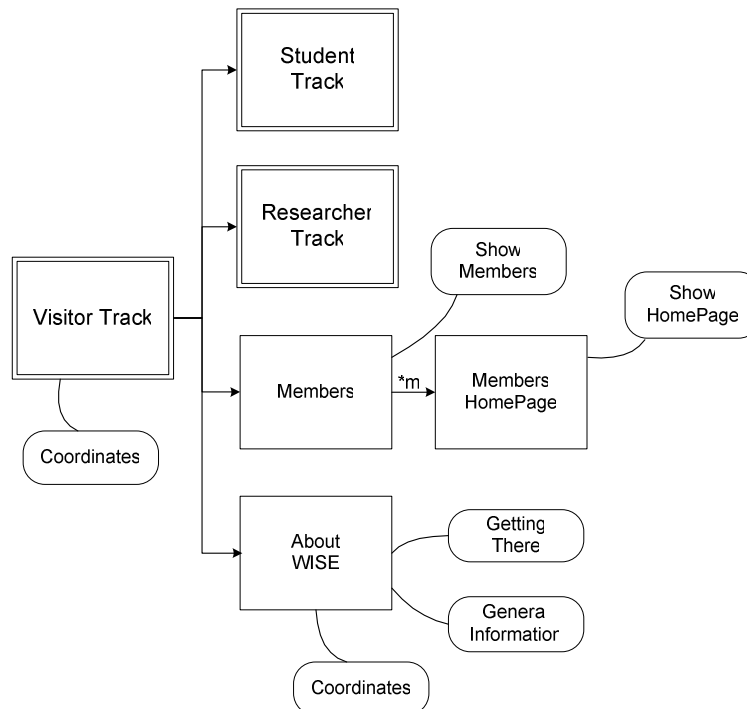 Student
Track
Researcher
Track
Show
Members
Show
HomePage
Visitor Track
Members
*m
Members
HomePage
Coordinates
About
WISE
Getting
There
Genera
Information
Coordinates